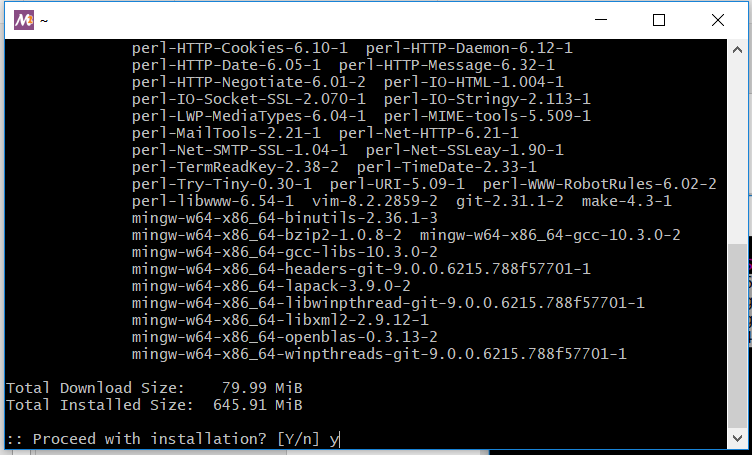 ~
perl-HTTP-Cookies-6.10-1  perl-HTTP-Daemon-6.12-1
perl-HTTP-Date-6.05-1  perl-HTTP-Message-6.32-1
perl-HTTP-Negotiate-6.01-2  perl-IO-HTML-1.004-1
perl-IO-Socket-SSL-2.070-1  perl-IO-Stringy-2.113-1
perl-LWP-MediaTypes-6.04-1  perl-MIME-tools-5.509-1
perl-MailTools-2.21-1  perl-Net-HTTP-6.21-1
perl-Net-SMTP-SSL-1.04-1  perl-Net-SSLeay-1.90-1
perl-TermReadKey-2.38-2  perl-TimeDate-2.33-1
perl-Try-Tiny-0.30-1  perl-URI-5.09-1  perl-WWW-RobotRules-6.02-2
perl-libwww-6.54-1  vim-8.2.2859-2  git-2.31.1-2  make-4.3-1
mingw-w64-x86_64-binutils-2.36.1-3
mingw-w64-x86_64-bzip2-1.0.8-2  mingw-w64-x86_64-gcc-10.3.0-2
mingw-w64-x86_64-gcc-libs-10.3.0-2
mingw-w64-x86_64-headers-git-9.0.0.6215.788f57701-1
mingw-w64-x86_64-lapack-3.9.0-2
mingw-w64-x86_64-libwinpthread-git-9.0.0.6215.788f57701-1
mingw-w64-x86_64-libxml2-2.9.12-1
mingw-w64-x86_64-openblas-0.3.13-2
mingw-w64-x86_64-winpthreads-git-9.0.0.6215.788f57701-1
Total Download Size:    79.99 MiB
Total Installed Size:  645.91 MiB
:: Proceed with installation? [Y/n] y